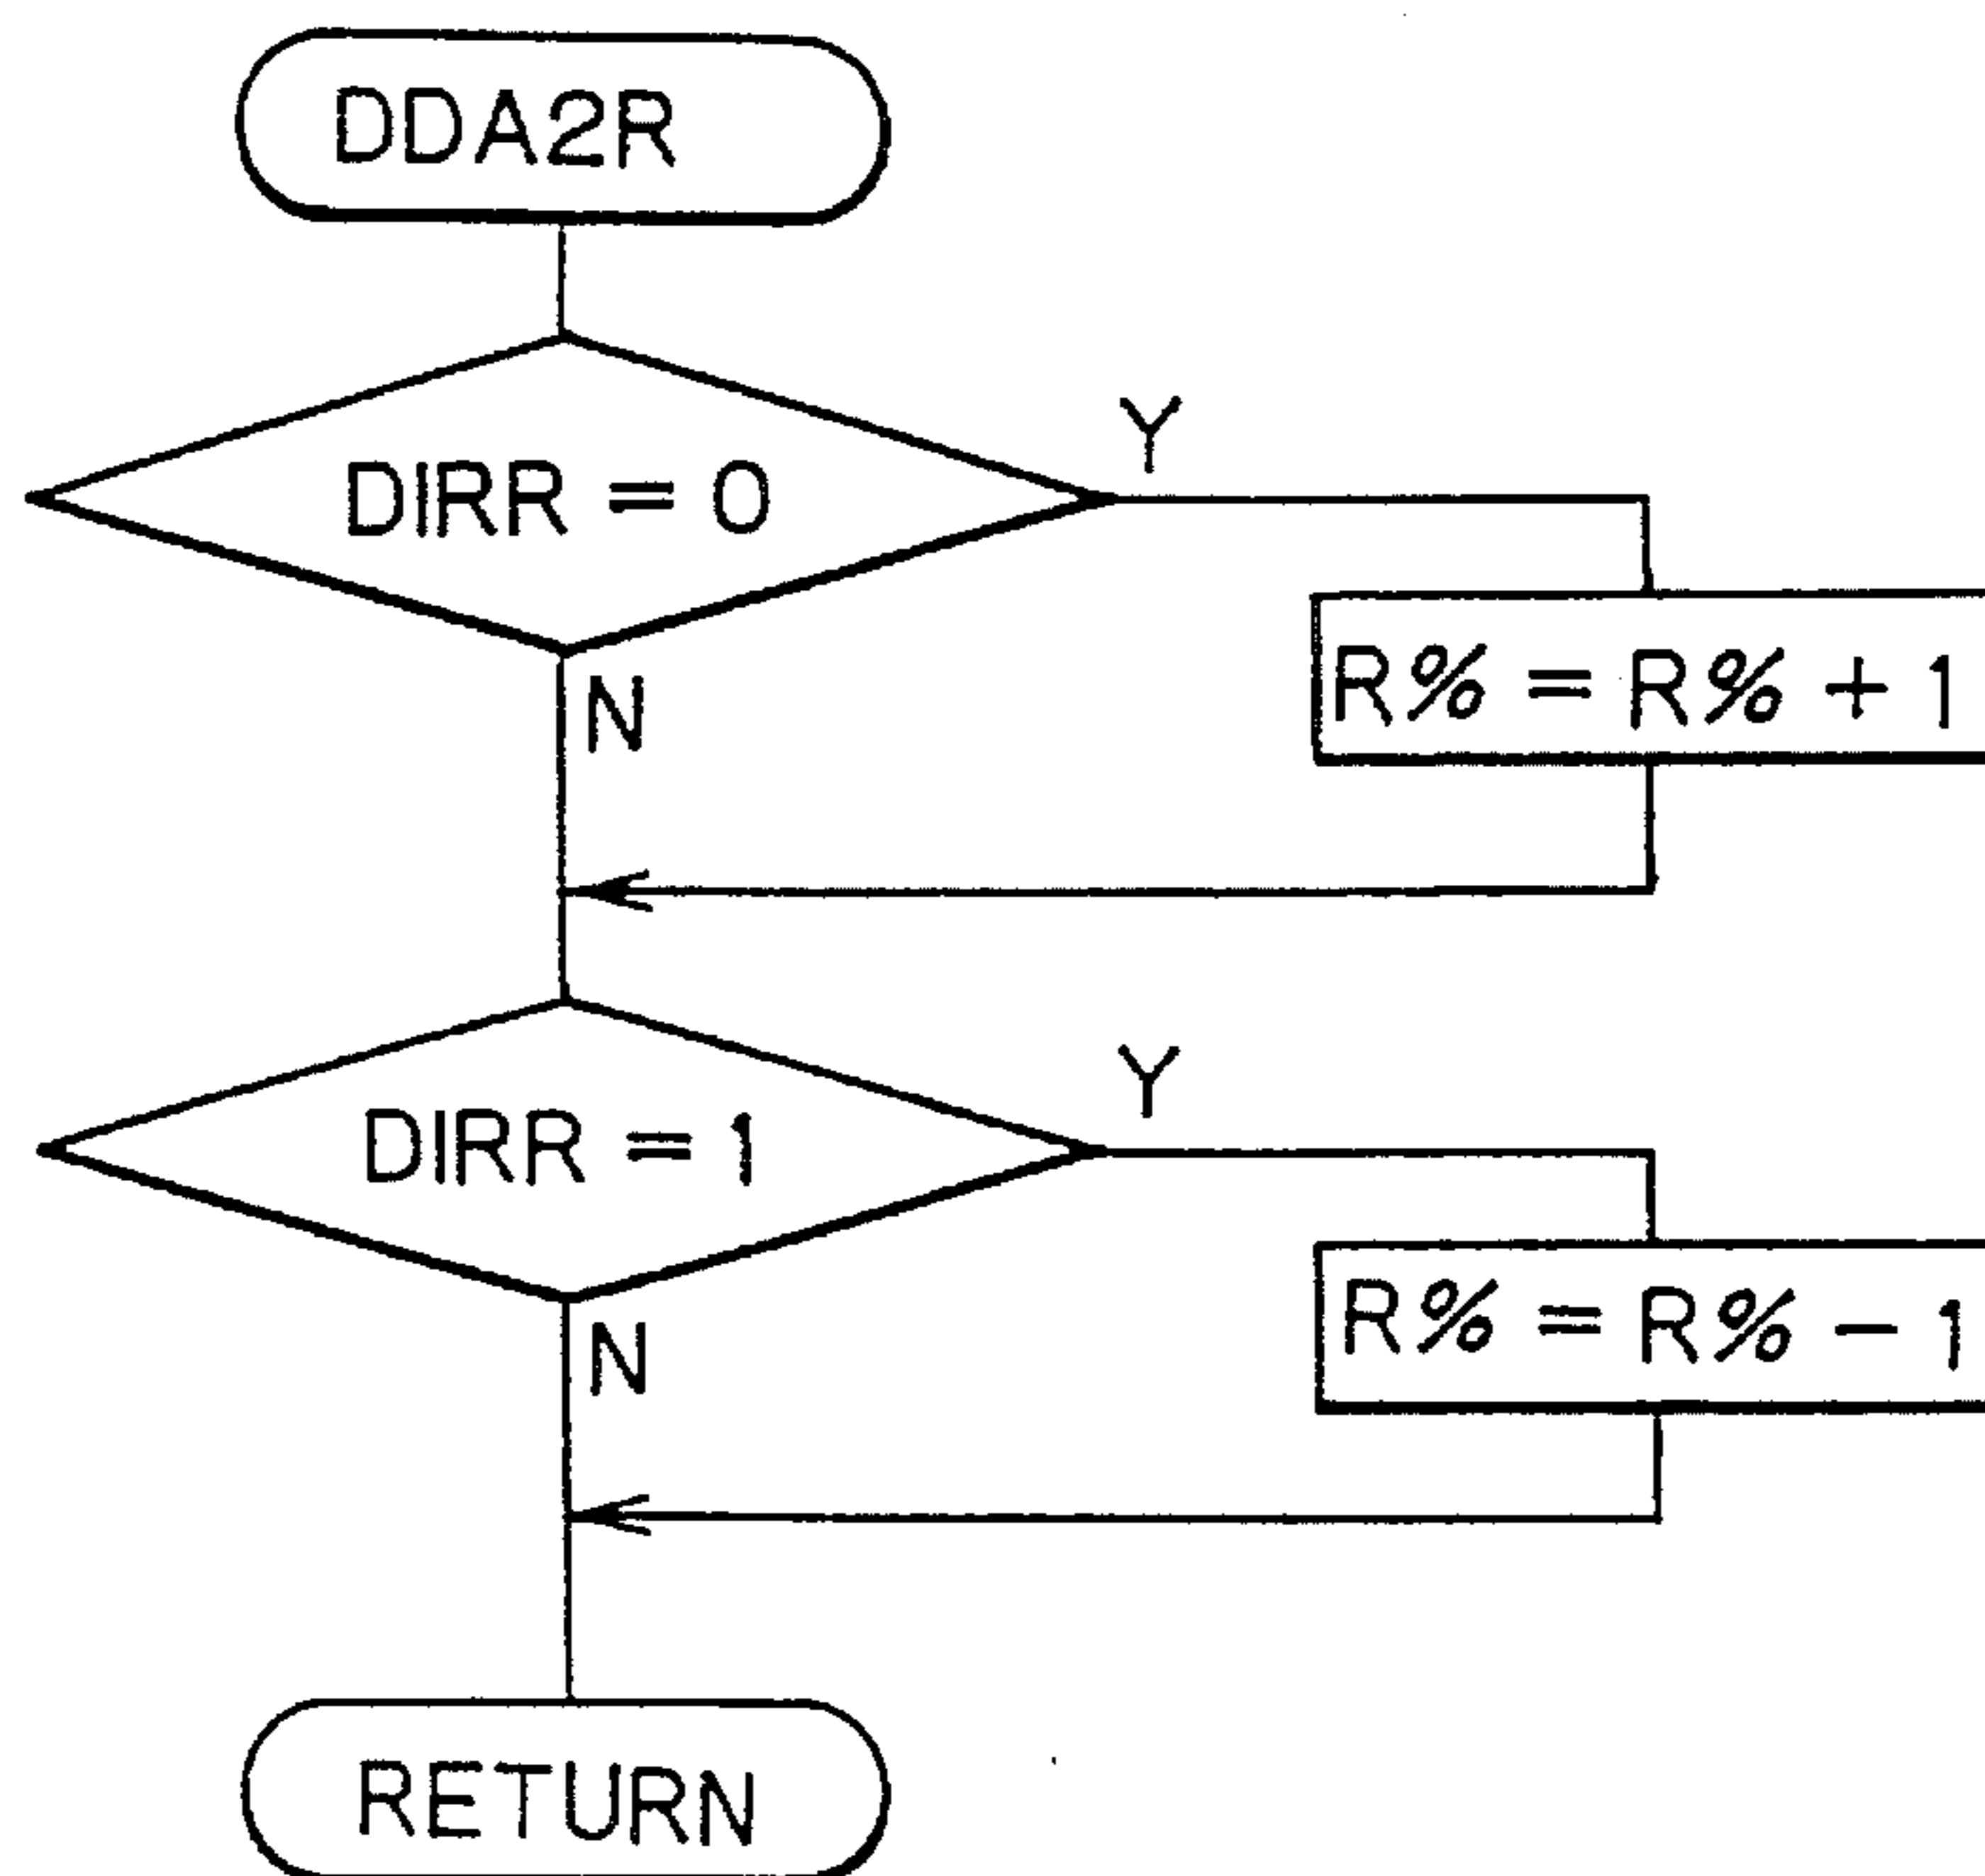 DDA2R
DIRR = 0
Y
R% = R% + 1
N
DIRR = 1
Y
R% = R% - 1
N
RETURN